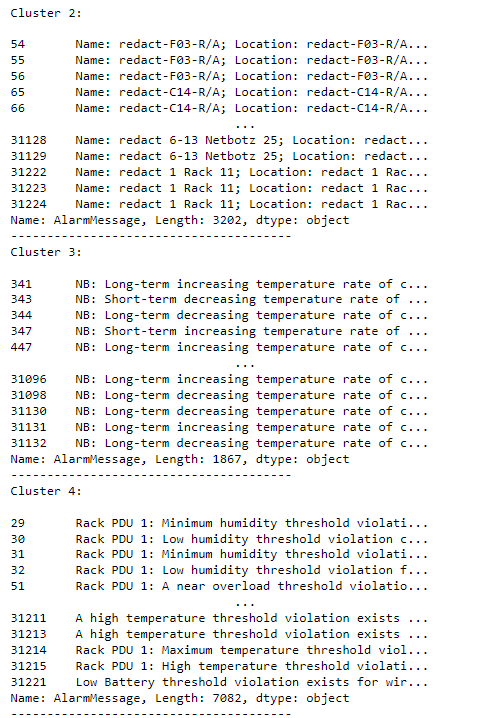 Cluster 2:
54 Name: redact-F03-R/A; Location: redact-F03-R/A...
55 Name: redact-F03-R/A; Location: redact-F03-R/A...
56 Name: redact-F03-R/A; Location: redact-F03-R/A...
65 Name: redact-C14-R/A; Location: redact-C14-R/A...
66 Name: redact-C14-R/A; Location: redact-C14-R/A...
...
31128 Name: redact 6-13 Netbotz 25; Location: redact...
31129 Name: redact 6-13 Netbotz 25; Location: redact...
31222 Name: redact 1 Rack 11; Location: redact 1 Rac...
31223 Name: redact 1 Rack 11; Location: redact 1 Rac...
31224 Name: redact 1 Rack 11; Location: redact 1 Rac...
Name: AlarmMessage, Length: 3202, dtype: object
---------------------------------------
Cluster 3:
341 NB: Long-term increasing temperature rate of c...
343 NB: Short-term decreasing temperature rate of ...
344 NB: Long-term decreasing temperature rate of c...
347 NB: Short-term increasing temperature rate of ...
447 NB: Long-term increasing temperature rate of c...
...
31096 NB: Long-term increasing temperature rate of c...
31098 NB: Long-term decreasing temperature rate of c...
31130 NB: Long-term decreasing temperature rate of c...
31131 NB: Long-term increasing temperature rate of c...
31132 NB: Long-term decreasing temperature rate of c...
Name: AlarmMessage, Length: 1867, dtype: object
---------------------------------------
Cluster 4:
29 Rack PDU 1: Minimum humidity threshold violati...
30 Rack PDU 1: Low humidity threshold violation c...
31 Rack PDU 1: Minimum humidity threshold violati...
32 Rack PDU 1: Low humidity threshold violation f...
51 Rack PDU 1: A near overload threshold violatio...
...
31211 A high temperature threshold violation exists ...
31213 A high temperature threshold violation exists ...
31214 Rack PDU 1: Maximum temperature threshold viol...
31215 Rack PDU 1: High temperature threshold violati...
31221 Low Battery threshold violation exists for wir...
Name: AlarmMessage, Length: 7082, dtype: object
---------------------------------------